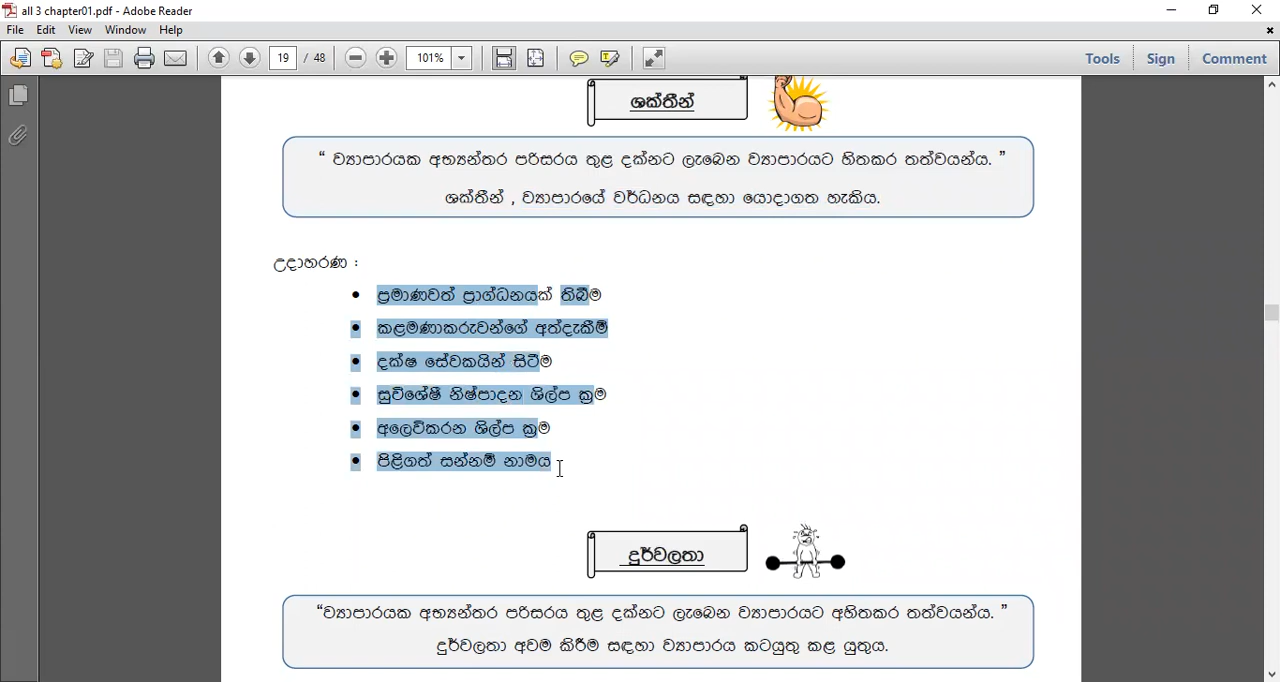 all 3 chapter01.pdf - Adobe Reader
File Edit View Window Help
19 / 48 101% Tools Sign Comment
ශක්තීන්
“ ව්‍යාපාරයක අභ්‍යන්තර පරිසරය තුළ දක්නට ලැබෙන ව්‍යාපාරයට හිතකර තත්වයන්ය. ”
ශක්තීන් , ව්‍යාපාරයේ වර්ධනය සඳහා යොදාගත හැකිය.
උදාහරණ :
• ප්‍රමාණවත් ප්‍රාග්ධනයක් තිබීම
• කළමණාකරුවන්ගේ අත්දැකීම්
• දක්ෂ සේවකයින් සිටීම
• සුවිශේෂී නිෂ්පාදන ශිල්ප ක්‍රම
• අලෙවිකරන ශිල්ප ක්‍රම
• පිළිගත් සන්නම් නාමය
දුර්වලතා
“ව්‍යාපාරයක අභ්‍යන්තර පරිසරය තුළ දක්නට ලැබෙන ව්‍යාපාරයට අහිතකර තත්වයන්ය. ”
දුර්වලතා අවම කිරීම සඳහා ව්‍යාපාරය කටයුතු කළ යුතුය.